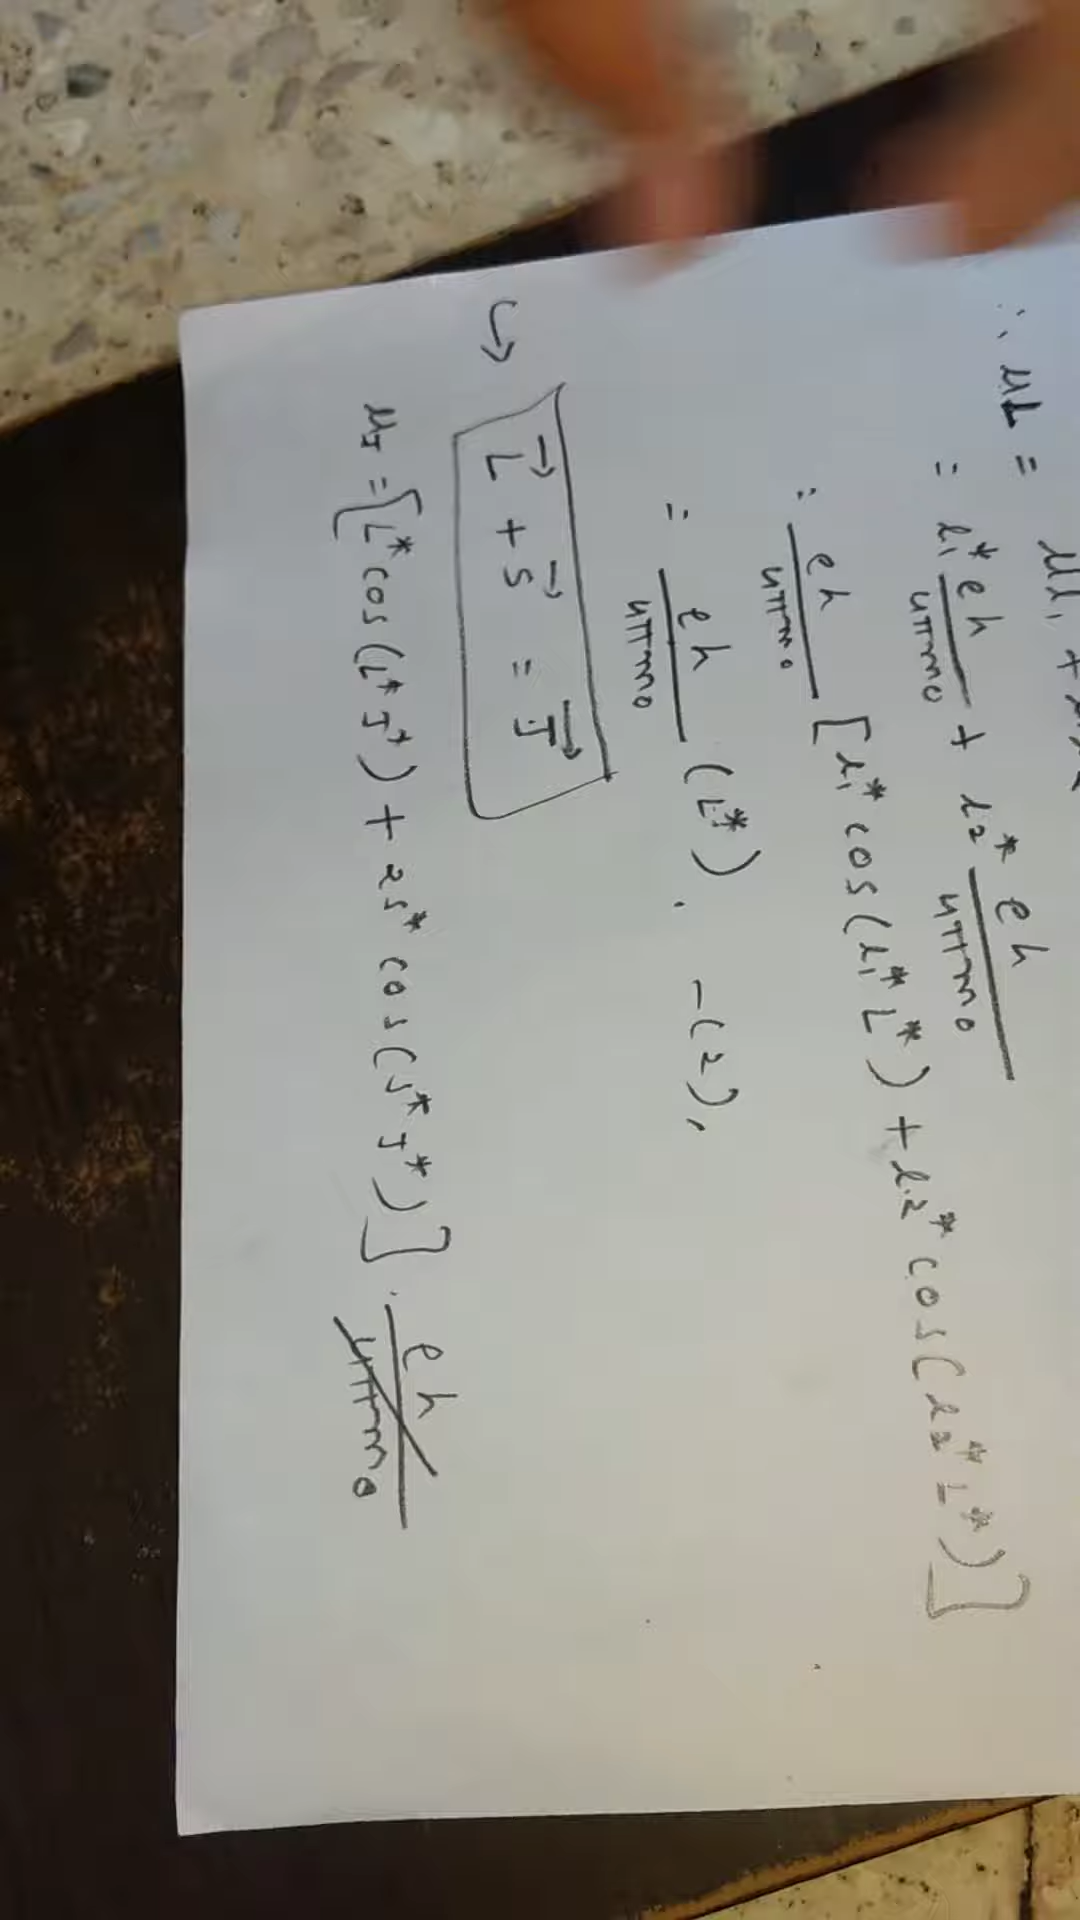 ∴ μL = μl₁ +
= l₁* eh/4πm0 + l2* eh/4πm0
= eh/4πm0 [l₁* cos(l₁* L*) + l2* cos(l2* L*)]
= eh/4πm0 (L*). –(2),
↳ L⃗ + S⃗ = J⃗
μJ = [L* cos(L* J*) + 2s* cos(s* J*)] . eh/4πm0